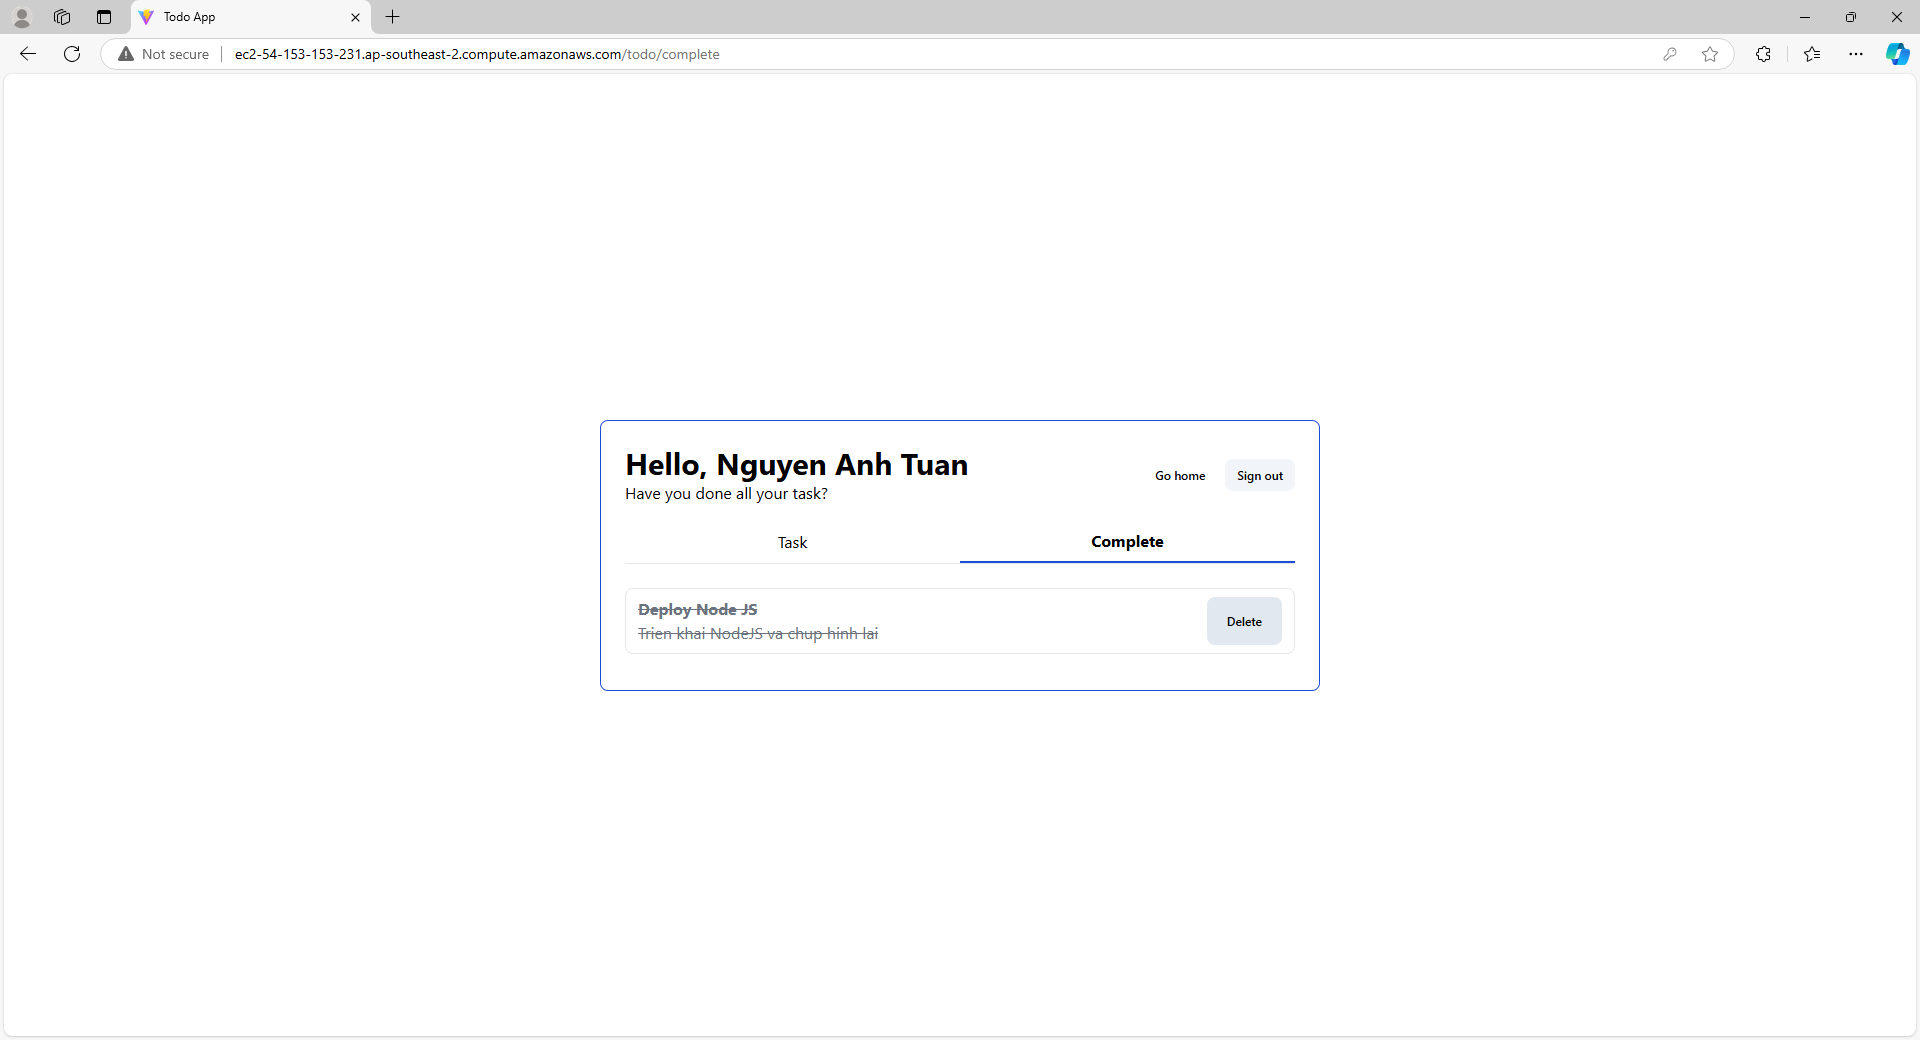 Todo App
Not secure
ec2-54-153-153-231.ap-southeast-2.compute.amazonaws.com/todo/complete
Hello, Nguyen Anh Tuan
Have you done all your task?
Go home
Sign out
Task
Complete
Deploy Node JS
Trien khai NodeJS va chup hinh lai
Delete